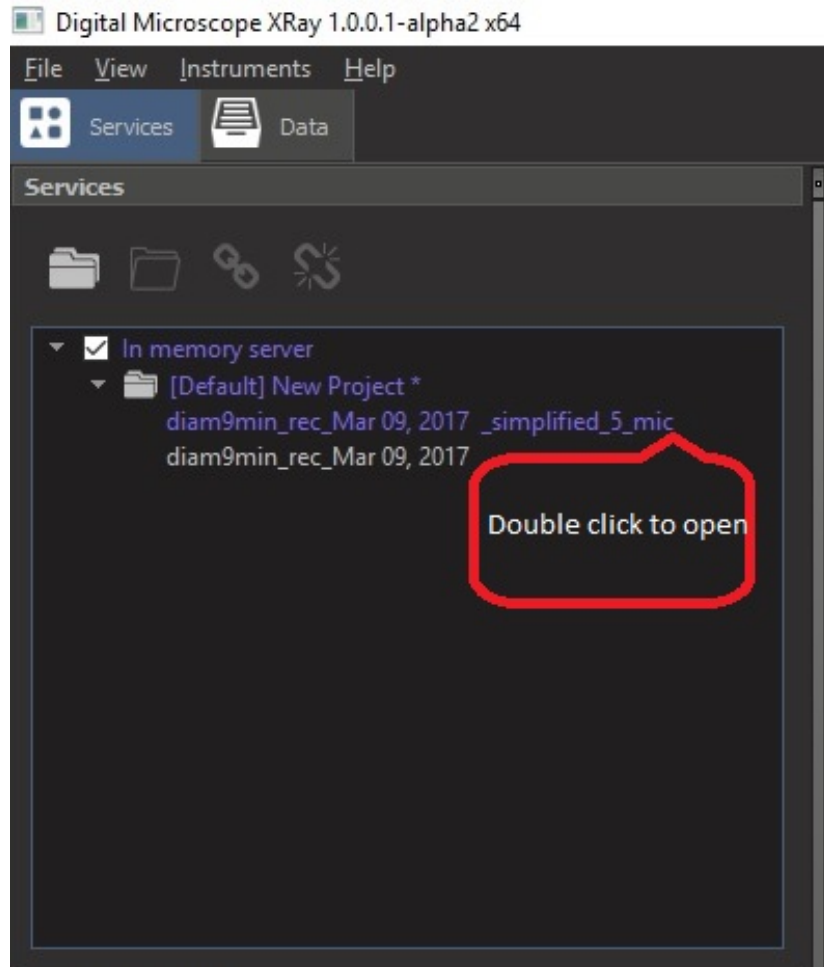 Digital Microscope XRay 1.0.0.1-alpha2 x64
File View Instruments Help
Services Data
Services
In memory server
[Default] New Project *
diam9min_rec_Mar 09, 2017 _simplified_5_mic
diam9min_rec_Mar 09, 2017
Double click to open